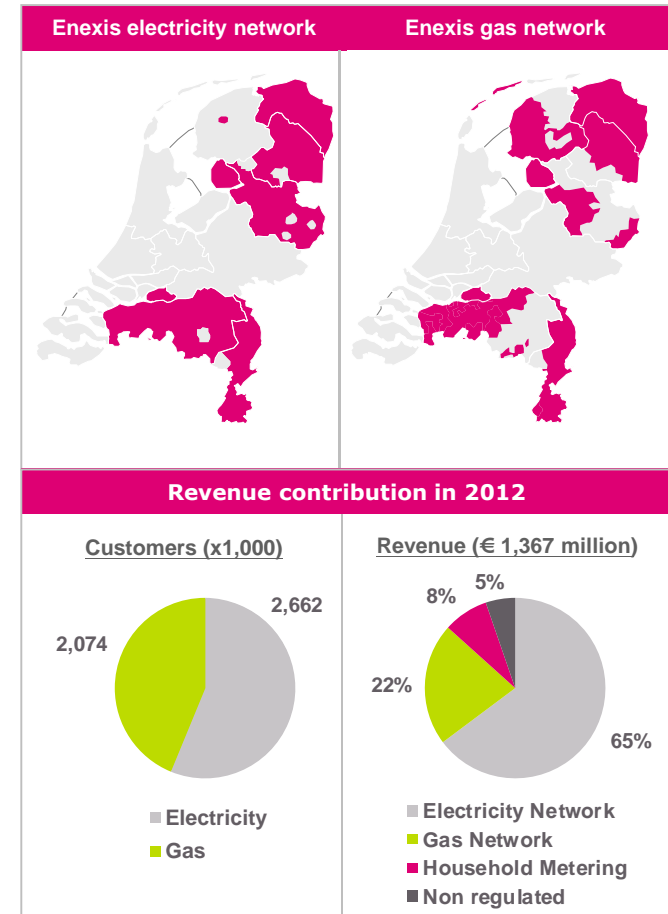 Enexis electricity network
Enexis gas network
Revenue contribution in 2012
Customers (x1,000)
2,662
2,074
Electricity
Gas
Revenue (€ 1,367 million)
5%
8%
22%
65%
Electricity Network
Gas Network
Household Metering
Non regulated